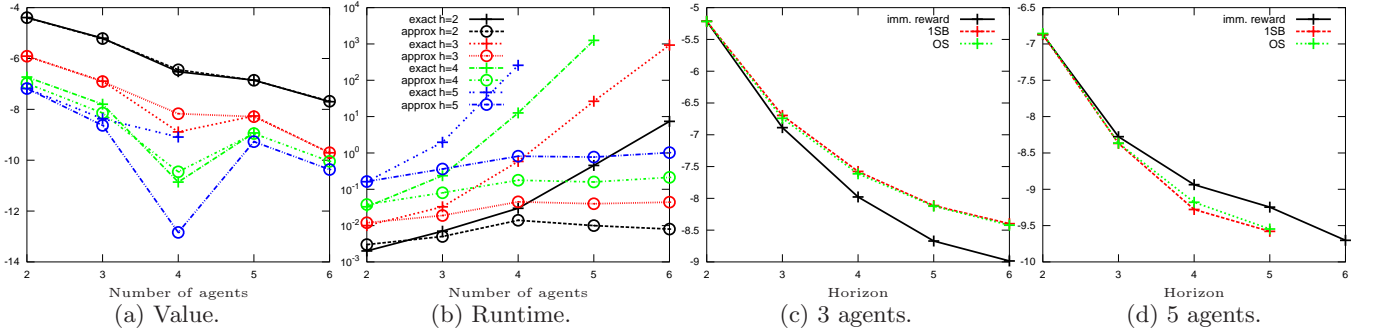 -4
-6
-8
-10
-12
-14
2
3
4
5
6
Number of agents
(a) Value.
10^4
10^3
10^2
10^1
10^0
10^-1
10^-2
10^-3
exact h=2
approx h=2
exact h=3
approx h=3
exact h=4
approx h=4
exact h=5
approx h=5
2
3
4
5
6
Number of agents
(b) Runtime.
-5
-5.5
-6
-6.5
-7
-7.5
-8
-8.5
-9
imm. reward
1SB
OS
2
3
4
5
6
Horizon
(c) 3 agents.
-6.5
-7
-7.5
-8
-8.5
-9
-9.5
-10
imm. reward
1SB
OS
2
3
4
5
6
Horizon
(d) 5 agents.